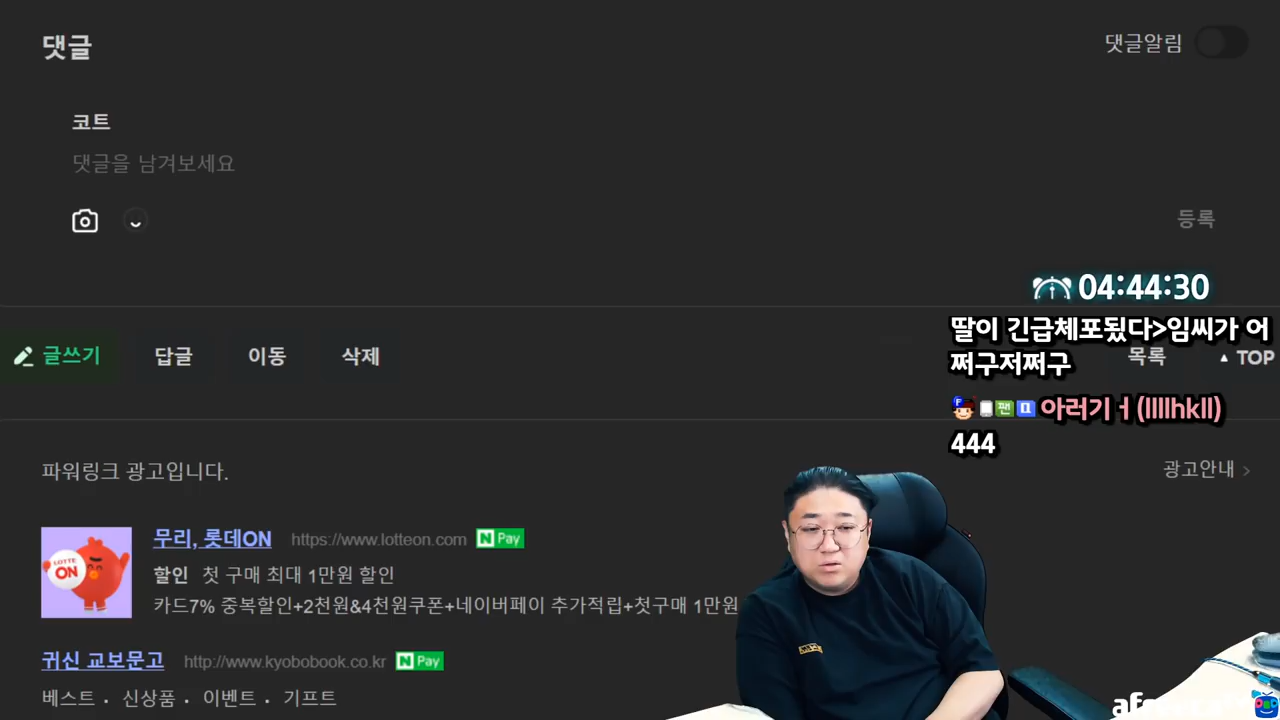 댓글
댓글알림
코트
댓글을 남겨보세요
등록
04:44:30
딸이 긴급체포됬다>임씨가 어
쩌구저쩌구
글쓰기 답글 이동 삭제 목록 ▲ TOP
아러기ㅓ(llllhkll)
444
파워링크 광고입니다.
광고안내 >
무리, 롯데ON https://www.lotteon.com N Pay
LOTTE
ON
할인 첫 구매 최대 1만원 할인
카드7% 중복할인+2천원&4천원쿠폰+네이버페이 추가적립+첫구매 1만원
귀신 교보문고 http://www.kyobobook.co.kr N Pay
베스트 · 신상품 · 이벤트 · 기프트